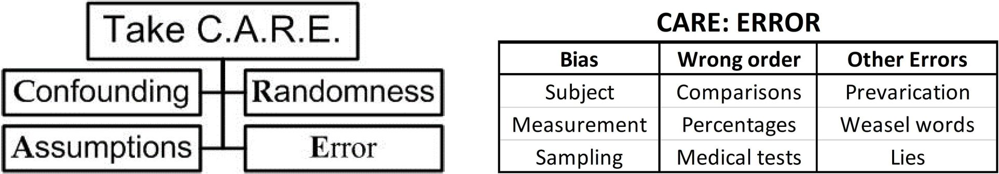 Take C.A.R.E.
Confounding Randomness
Assumptions Error
CARE: ERROR
Bias Wrong order Other Errors
Subject Comparisons Prevarication
Measurement Percentages Weasel words
Sampling Medical tests Lies